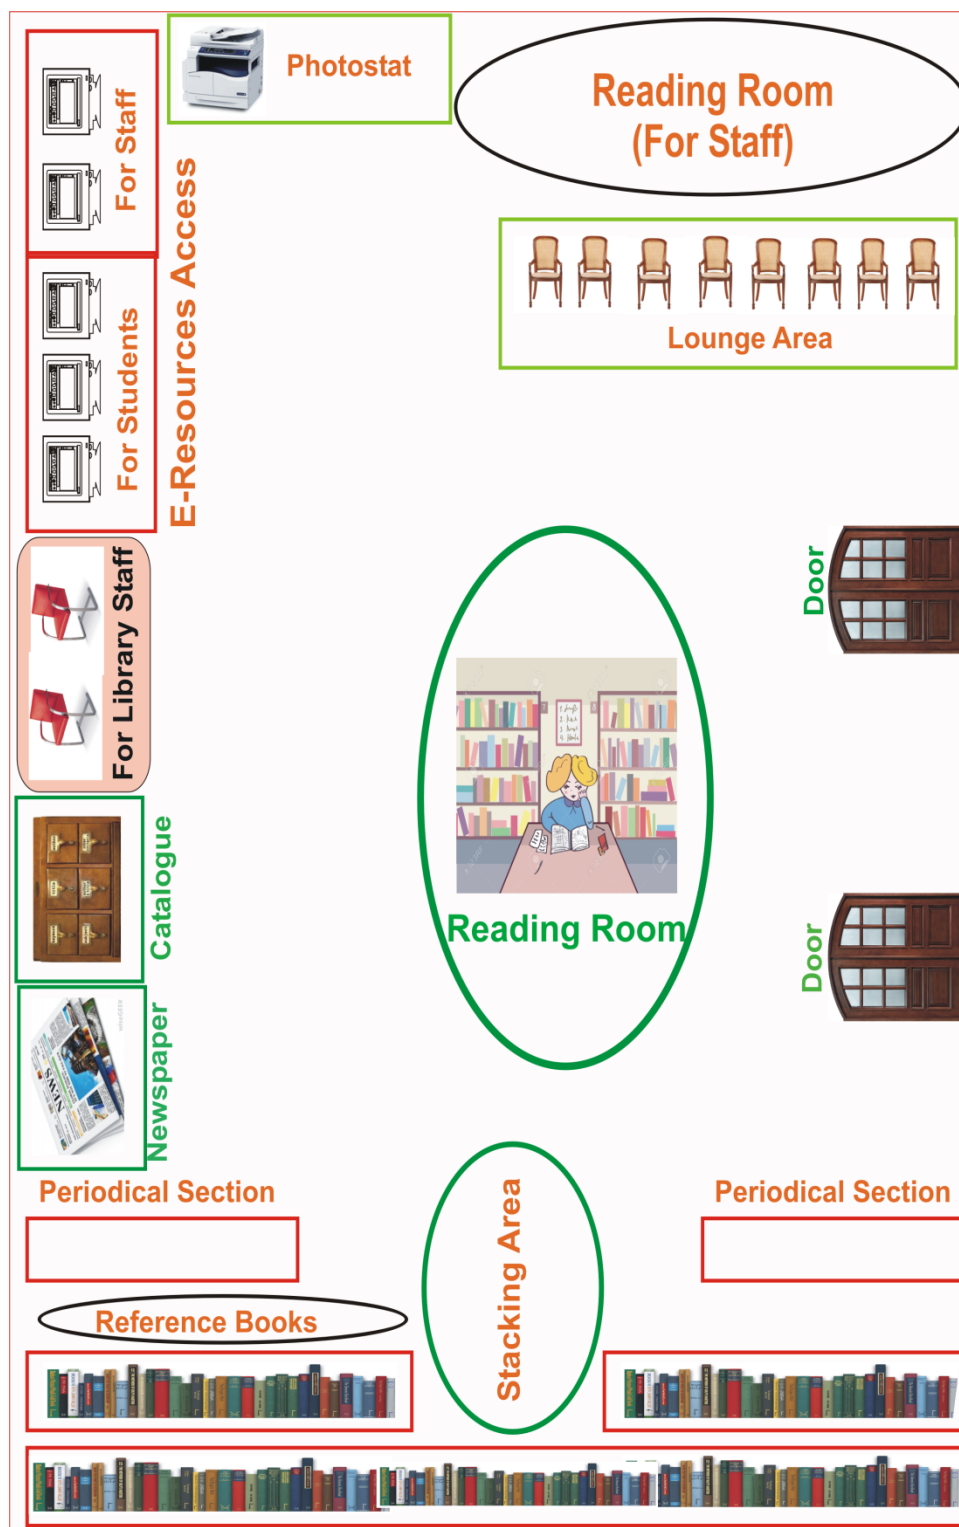 Photostat
Reading Room
(For Staff)
For Staff
E-Resources Access
Lounge Area
For Students
For Library Staff
Door
Reading Room
Catalogue
Door
Newspaper
NEWS
Periodical Section
Periodical Section
Stacking Area
Reference Books